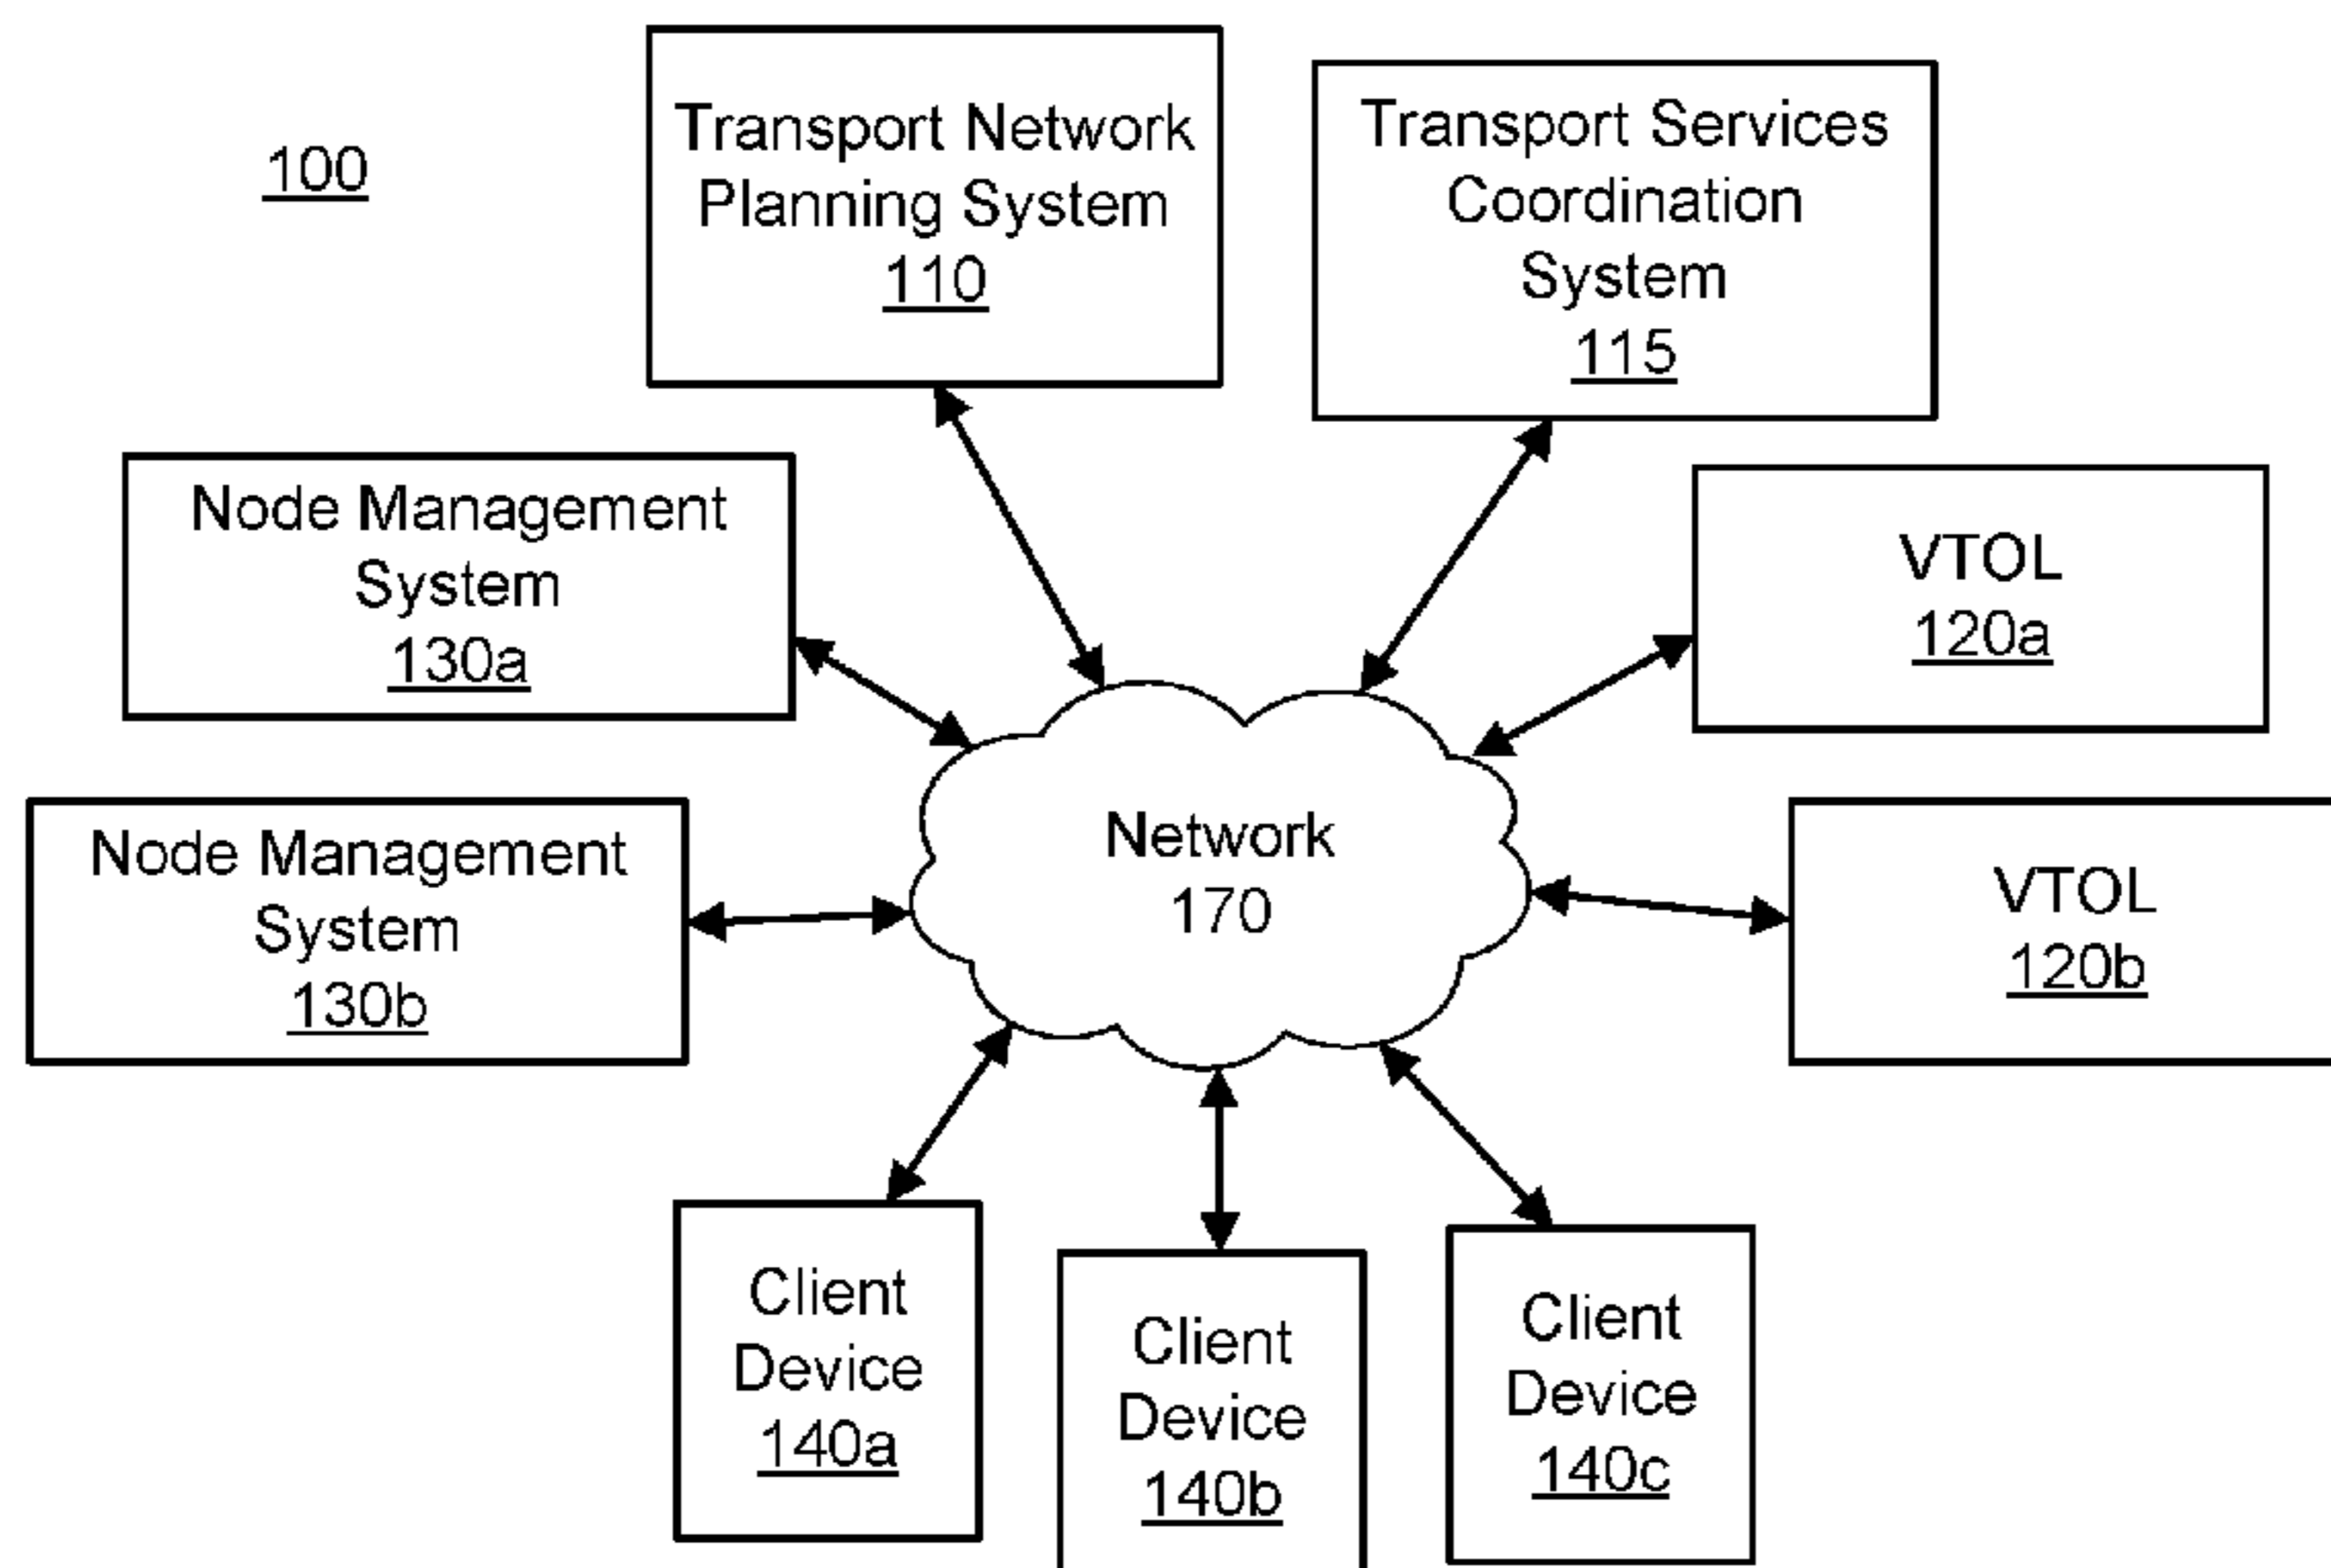 100
Transport Network
Planning System
110
Transport Services
Coordination
System
115
Node Management
System
130a
VTOL
120a
Node Management
System
130b
Network
170
VTOL
120b
Client
Device
140a
Client
Device
140b
Client
Device
140c